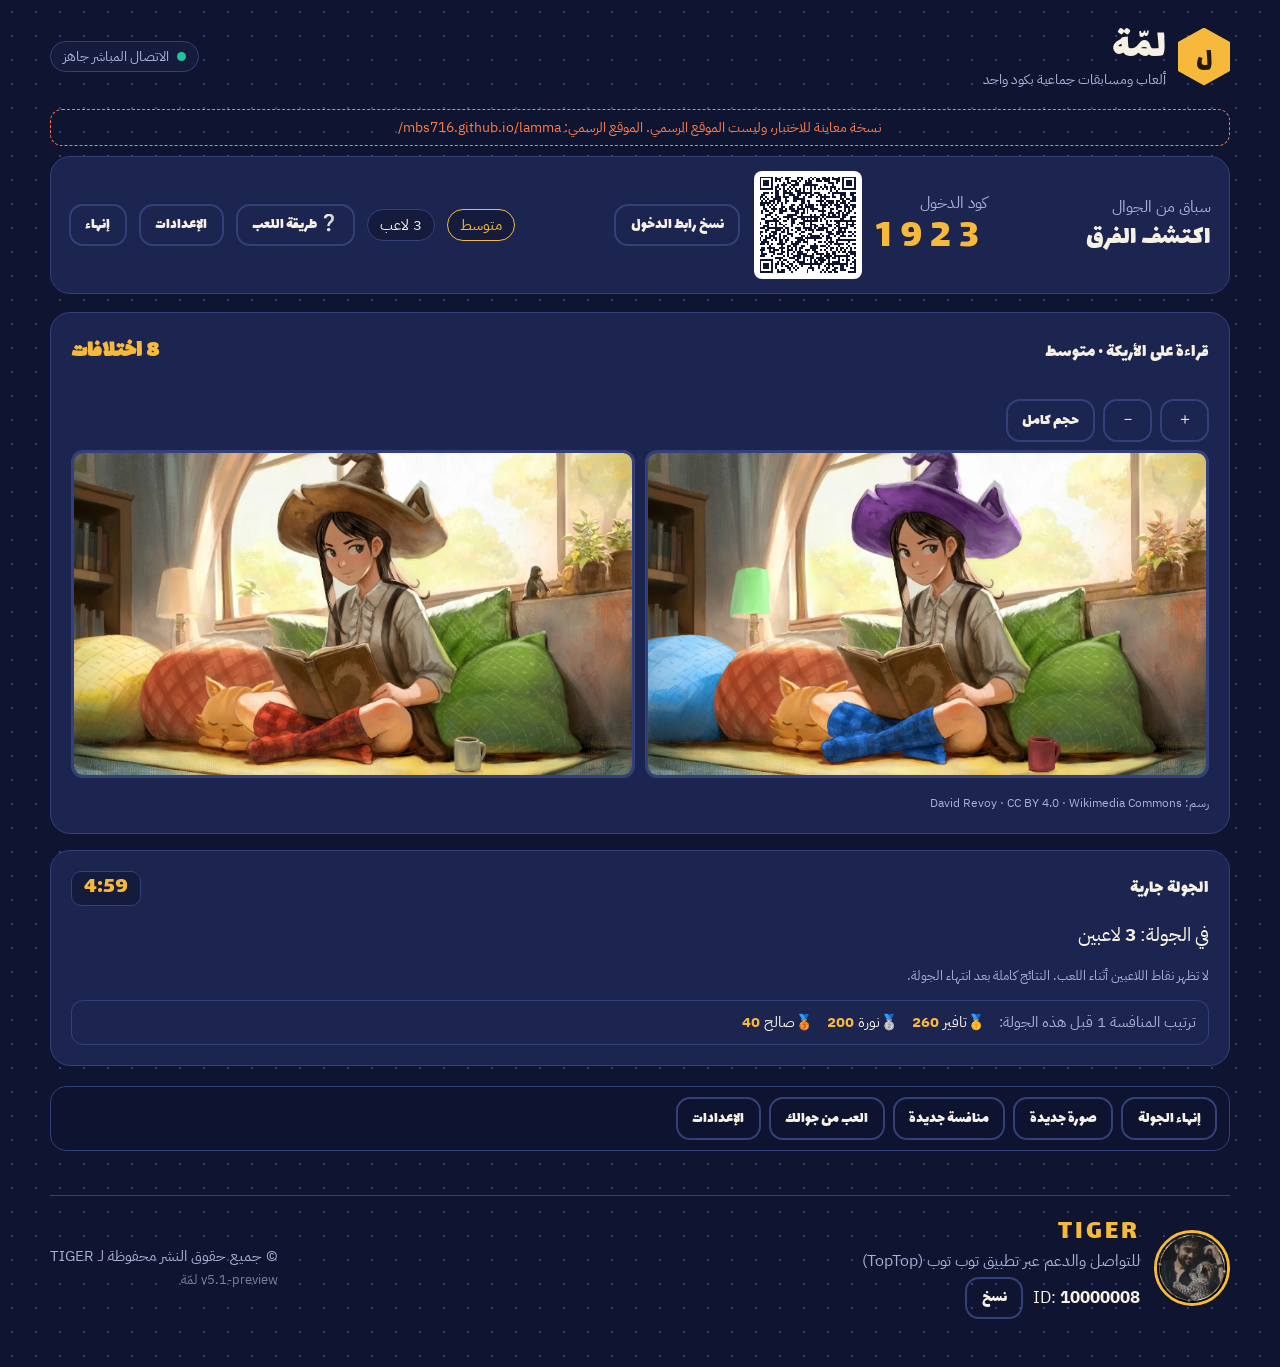 ل
لمّة
ألعاب ومسابقات جماعية بكود واحد
الاتصال المباشر جاهز
نسخة معاينة للاختبار، وليست الموقع الرسمي. الموقع الرسمي: mbs716.github.io/lamma/
سباق من الجوال
اكتشف الفرق
كود الدخول
1923
نسخ رابط الدخول
متوسط
3 لاعب
❔ طريقة اللعب
الإعدادات
إنهاء
قراءة على الأريكة · متوسط
8 اختلافات
+
−
حجم كامل
رسم: David Revoy · CC BY 4.0 · Wikimedia Commons
الجولة جارية
4:59
في الجولة: 3 لاعبين
لا تظهر نقاط اللاعبين أثناء اللعب. النتائج كاملة بعد انتهاء الجولة.
ترتيب المنافسة 1 قبل هذه الجولة: 🥇 تافير 260 🥈 نورة 200 🥉 صالح 40
إنهاء الجولة
صورة جديدة
منافسة جديدة
العب من جوالك
الإعدادات
TIGER
للتواصل والدعم عبر تطبيق توب توب (TopTop)
ID: 10000008
نسخ
© جميع حقوق النشر محفوظة لـ TIGER
لمّة v5.1-preview